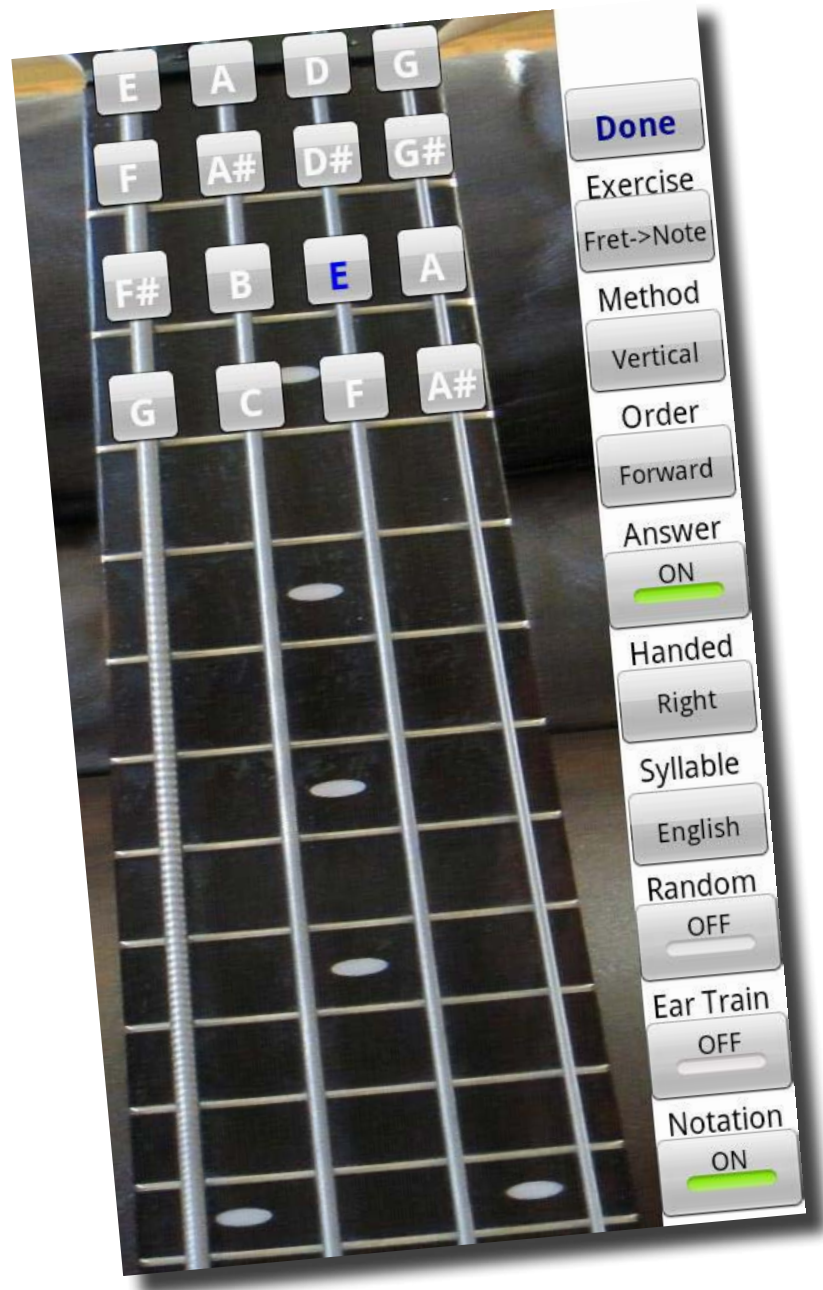 E A D G
F A# D# G#
F# B E A
G C F A#
Done
Exercise
Fret->Note
Method
Vertical
Order
Forward
Answer
ON
Handed
Right
Syllable
English
Random
OFF
Ear Train
OFF
Notation
ON